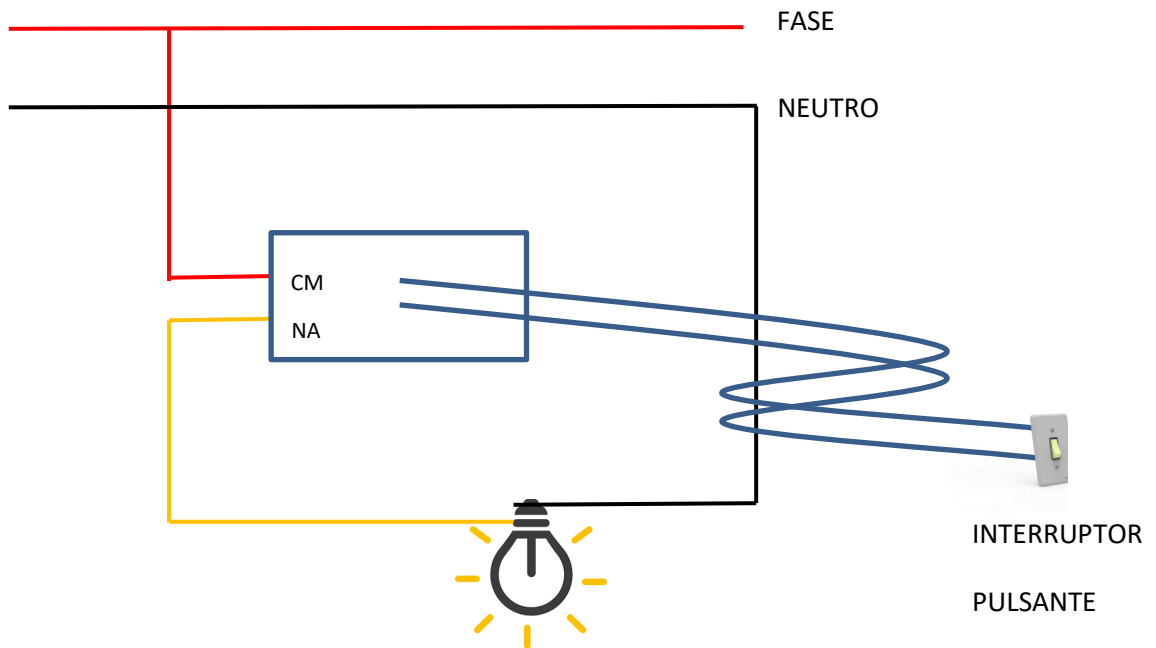 FASE
NEUTRO
CM
NA
INTERRUPTOR
PULSANTE